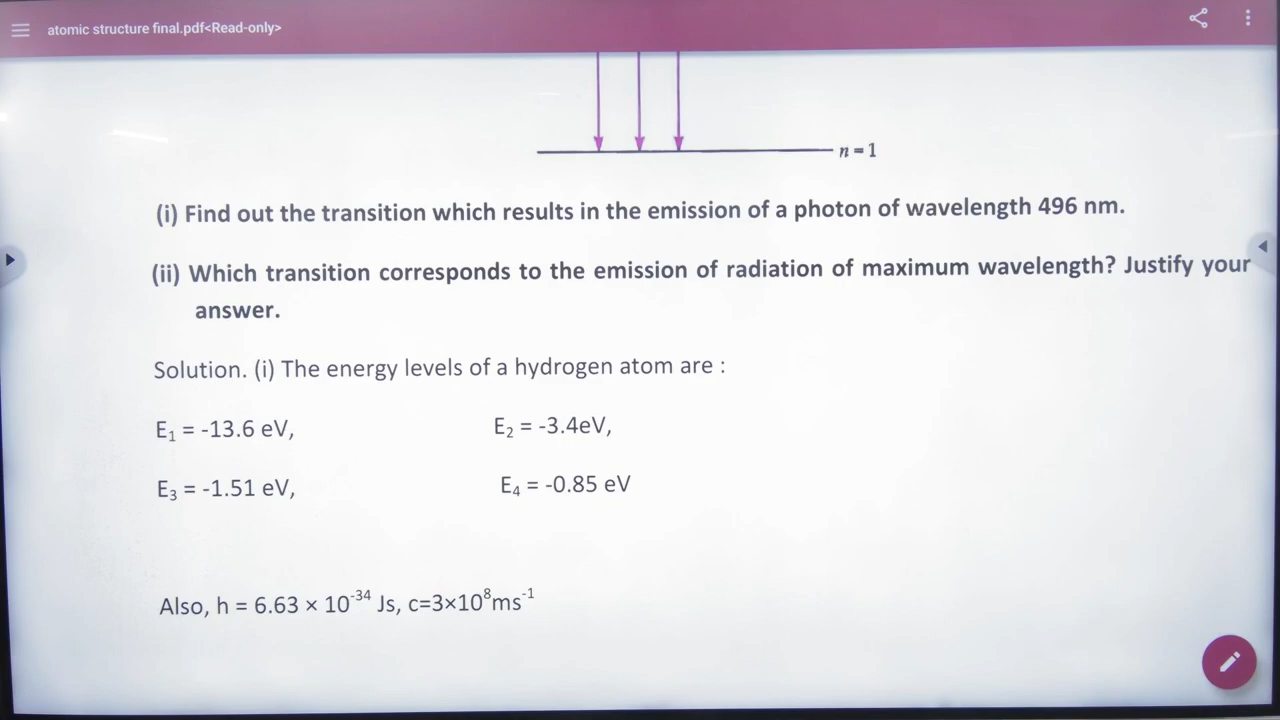 atomic structure final.pdf<Read-only>
n = 1
(i) Find out the transition which results in the emission of a photon of wavelength 496 nm.
(ii) Which transition corresponds to the emission of radiation of maximum wavelength? Justify your
answer.
Solution. (i) The energy levels of a hydrogen atom are :
E₁ = -13.6 eV, E₂ = -3.4eV,
E₃ = -1.51 eV, E₄ = -0.85 eV
Also, h = 6.63 × 10⁻³⁴ Js, c=3×10⁸ms⁻¹